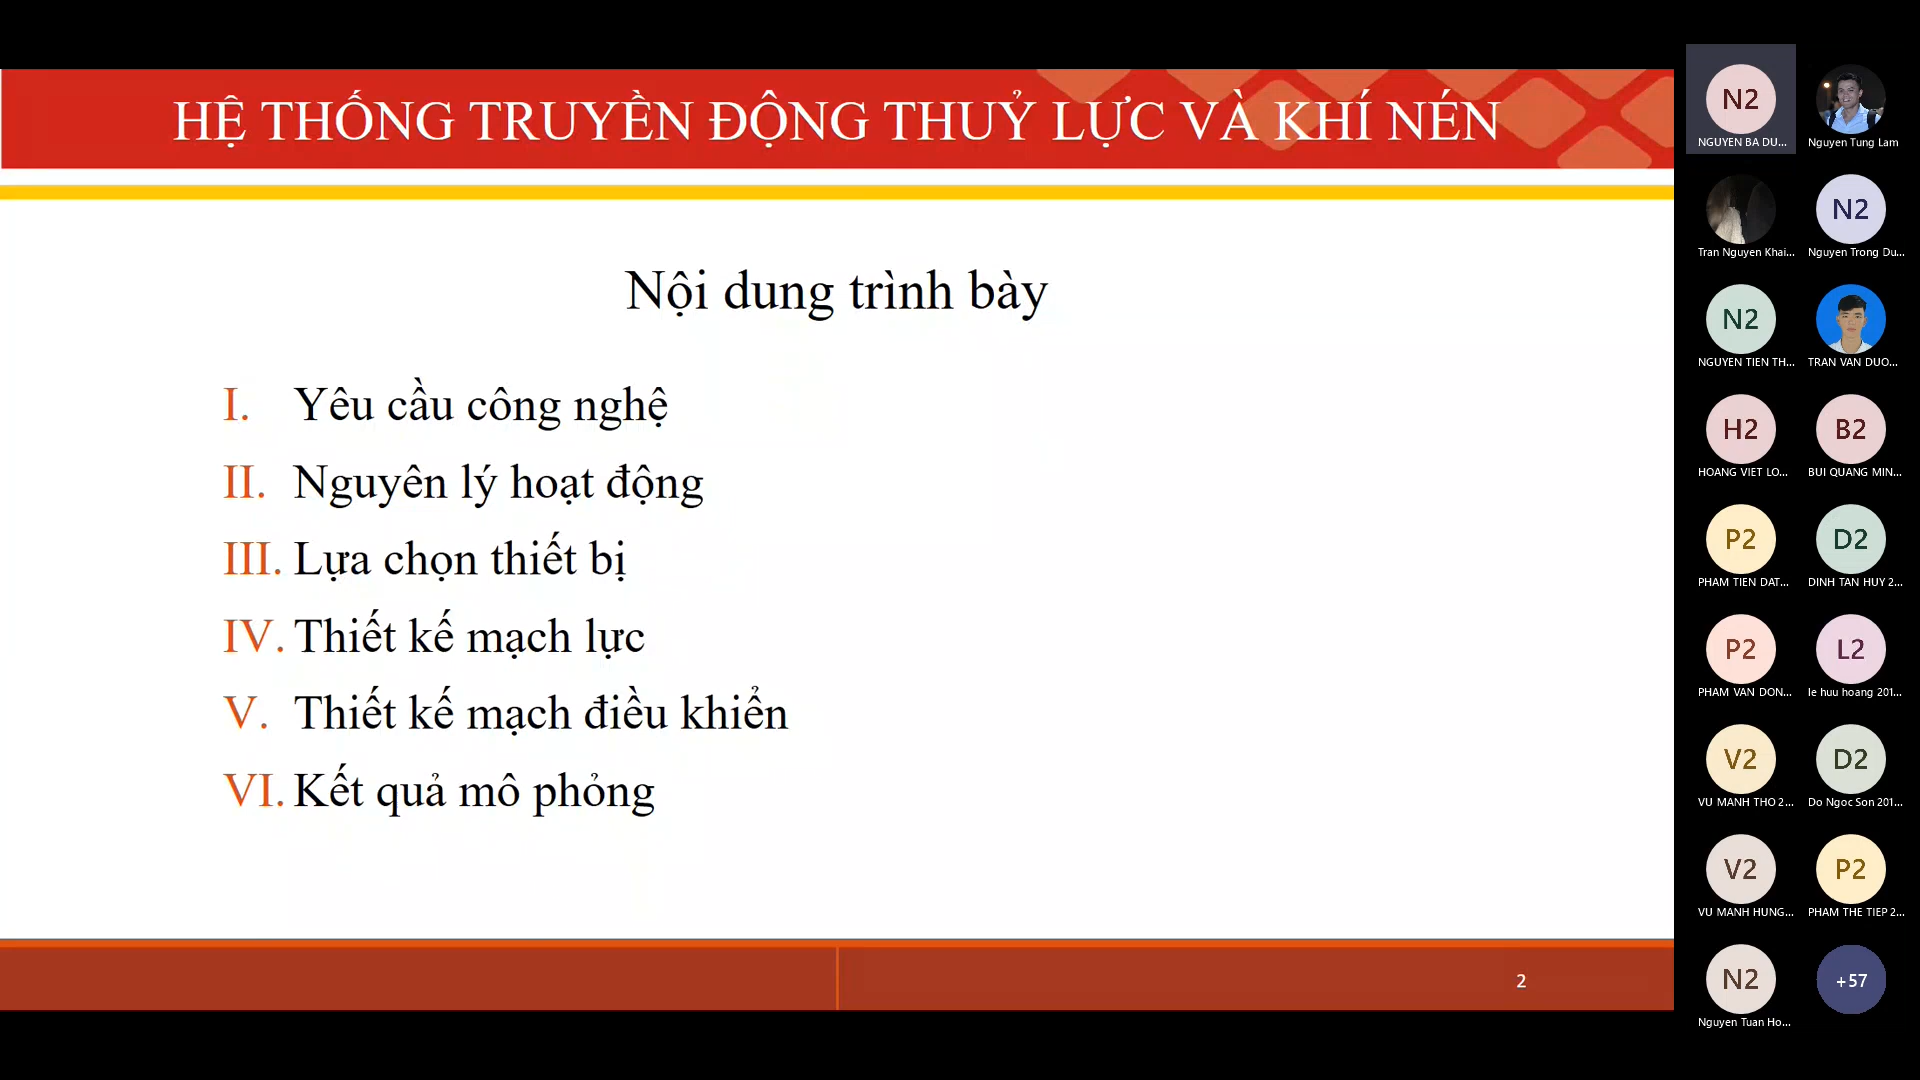 HỆ THỐNG TRUYỀN ĐỘNG THUỶ LỰC VÀ KHÍ NÉN
Nội dung trình bày
I. Yêu cầu công nghệ
II. Nguyên lý hoạt động
III. Lựa chọn thiết bị
IV. Thiết kế mạch lực
V. Thiết kế mạch điều khiển
VI. Kết quả mô phỏng
2
N2
NGUYEN BA DU...
Nguyen Tung Lam
Tran Nguyen Khai...
N2
Nguyen Trong Du...
N2
NGUYEN TIEN TH...
TRAN VAN DUO...
H2
HOANG VIET LO...
B2
BUI QUANG MIN...
P2
PHAM TIEN DAT...
D2
DINH TAN HUY 2...
P2
PHAM VAN DON...
L2
le huu hoang 201...
V2
VU MANH THO 2...
D2
Do Ngoc Son 201...
V2
VU MANH HUNG...
P2
PHAM THE TIEP 2...
N2
Nguyen Tuan Ho...
+57